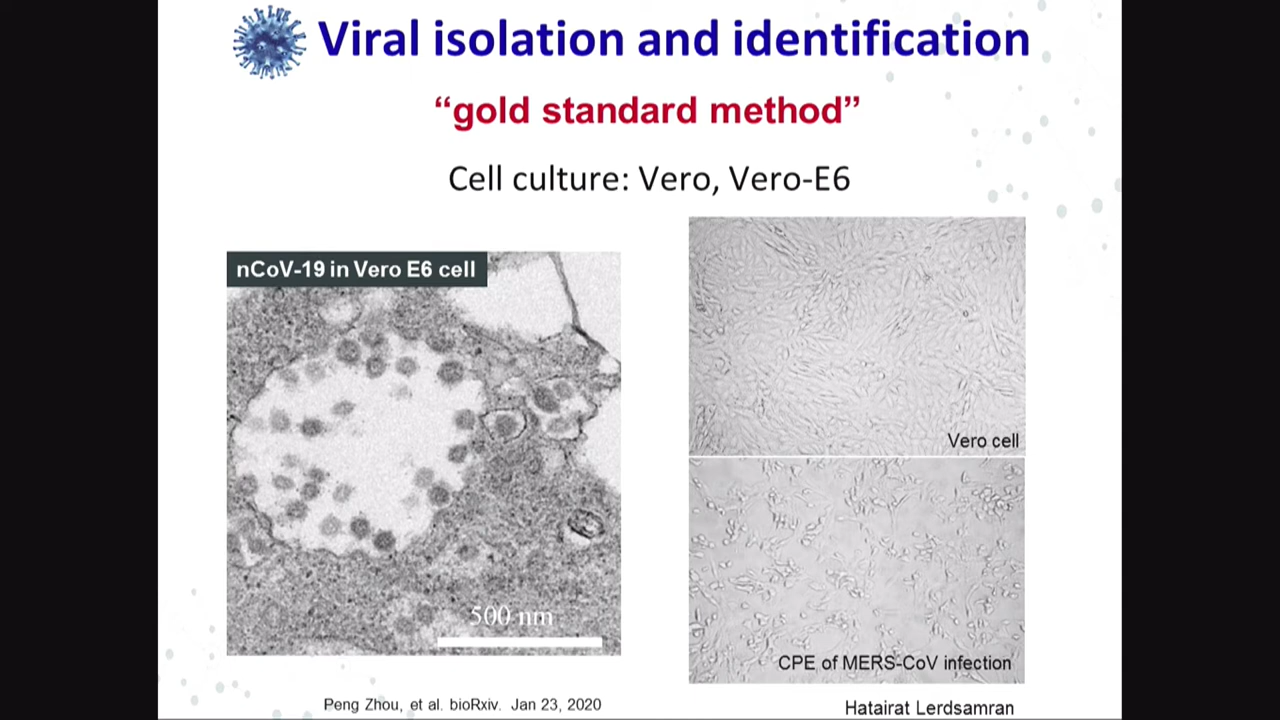 Viral isolation and identification
“gold standard method”
Cell culture: Vero, Vero-E6
nCoV-19 in Vero E6 cell
500 nm
Vero cell
CPE of MERS-CoV infection
Peng Zhou, et al. bioRxiv. Jan 23, 2020
Hatairat Lerdsamran